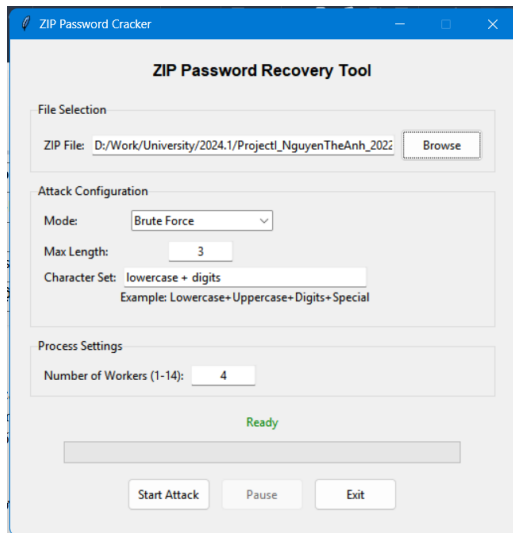 ZIP Password Cracker
ZIP Password Recovery Tool
File Selection
ZIP File: D:/Work/University/2024.1/ProjectI_NguyenTheAnh_2022 Browse
Attack Configuration
Mode: Brute Force
Max Length: 3
Character Set: lowercase + digits
Example: Lowercase+Uppercase+Digits+Special
Process Settings
Number of Workers (1-14): 4
Ready
Start Attack Pause Exit